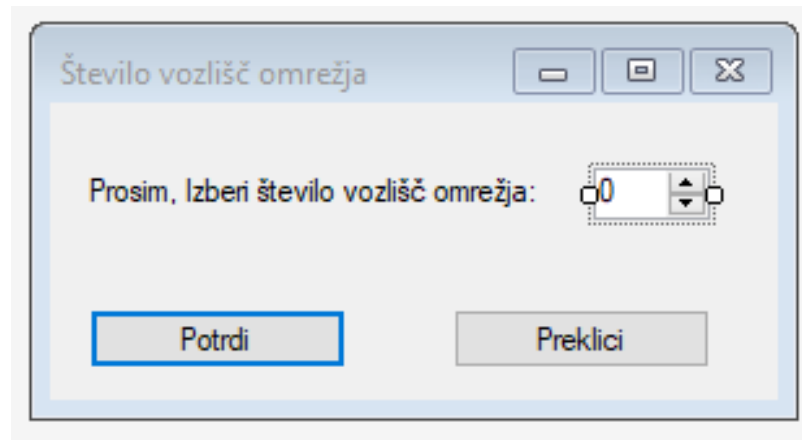 Število vozlišč omrežja
Prosim, Izberi število vozlišč omrežja: 0
Potrdi Preklici